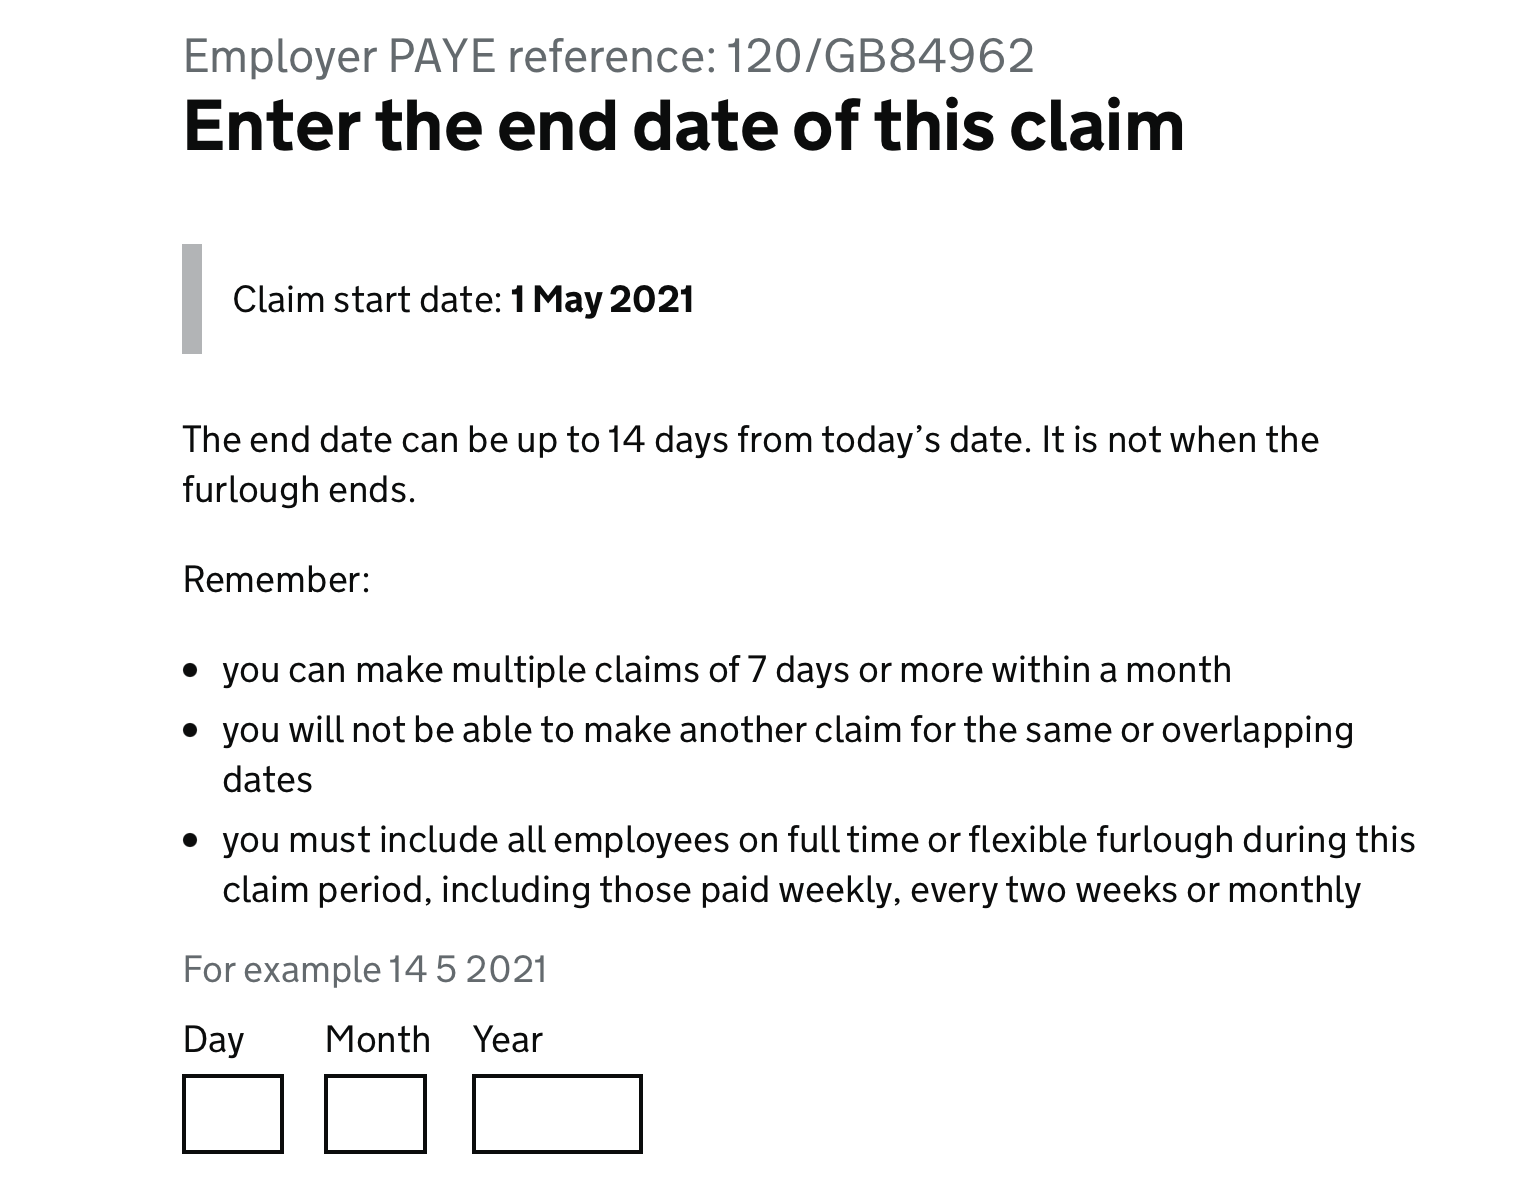 Employer PAYE reference: 120/GB84962
Enter the end date of this claim
Claim start date: 1 May 2021
The end date can be up to 14 days from today’s date. It is not when the
furlough ends.
Remember:
• you can make multiple claims of 7 days or more within a month
• you will not be able to make another claim for the same or overlapping
dates
• you must include all employees on full time or flexible furlough during this
claim period, including those paid weekly, every two weeks or monthly
For example 14 5 2021
Day Month Year